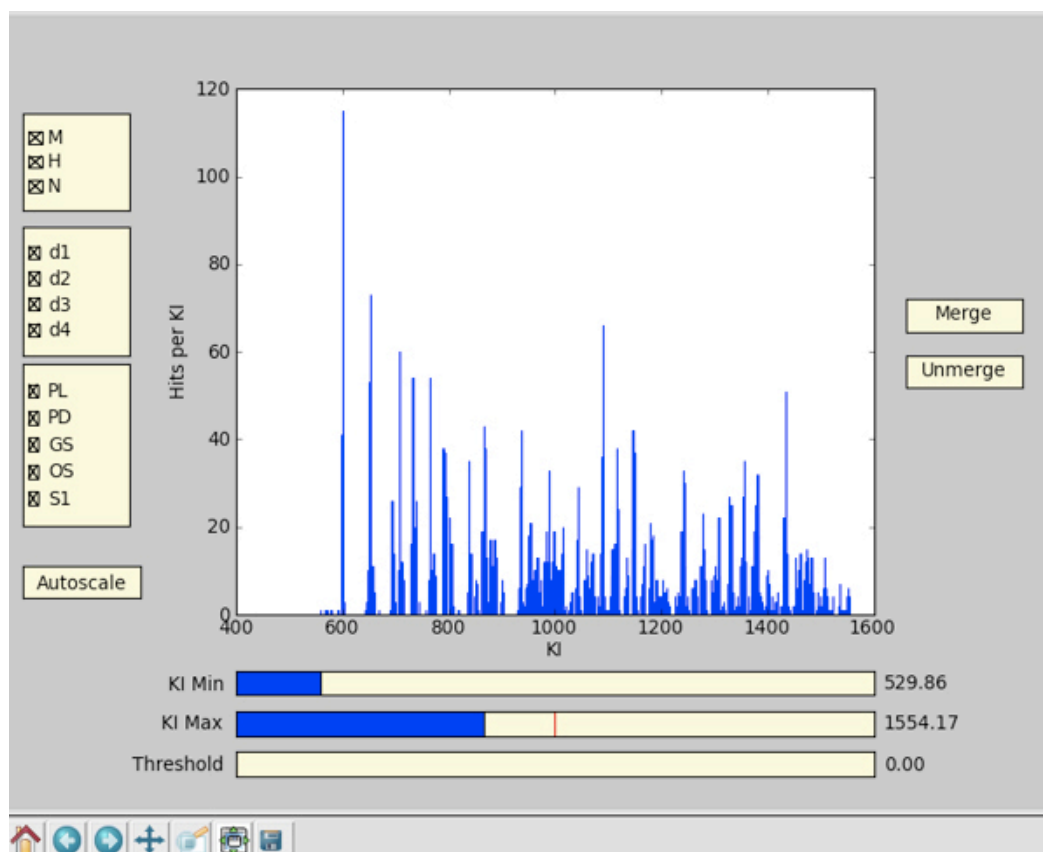 M
H
N
d1
d2
d3
d4
PL
PD
GS
OS
S1
Autoscale
120
100
80
60
40
20
0
Hits per KI
400 600 800 1000 1200 1400 1600
KI
Merge
Unmerge
KI Min 529.86
KI Max 1554.17
Threshold 0.00